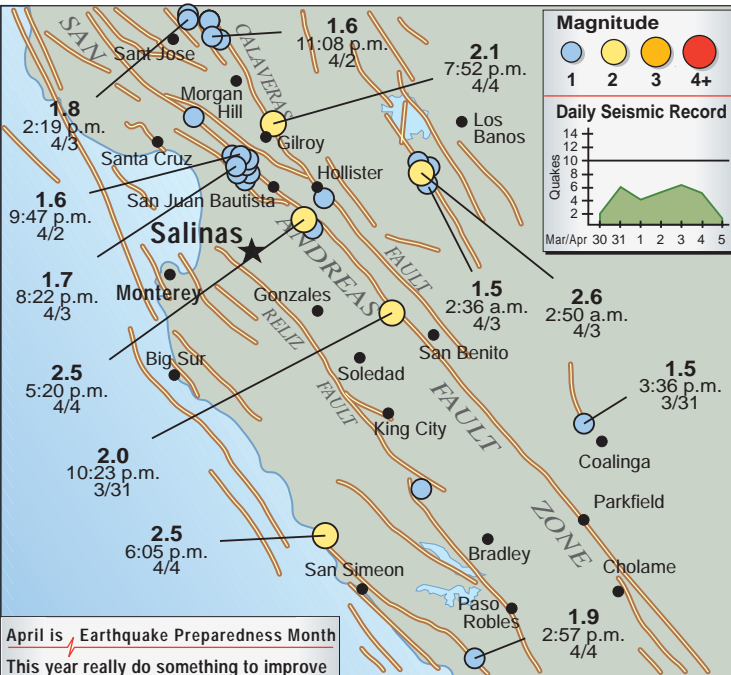 SAN
Sant Jose
CALAVERAS
1.6
11:08 p.m.
4/2
2.1
7:52 p.m.
4/4
Magnitude
1 2 3 4+
Daily Seismic Record
14
12
10
8
6
4
2
Quakes
Mar/Apr 30 31 1 2 3 4 5
1.8
2:19 p.m.
4/3
Morgan
Hill
Gilroy
Los
Banos
Santa Cruz
Hollister
San Juan Bautista
1.6
9:47 p.m.
4/2
Salinas
ANDREAS
FAULT
1.7
8:22 p.m.
4/3
Monterey
Gonzales
RELIZ
FAULT
1.5
2:36 a.m.
4/3
2.6
2:50 a.m.
4/3
2.5
5:20 p.m.
4/4
Big Sur
Soledad
San Benito
FAULT
King City
1.5
3:36 p.m.
3/31
Coalinga
2.0
10:23 p.m.
3/31
ZONE
Parkfield
2.5
6:05 p.m.
4/4
San Simeon
Bradley
Cholame
Paso
Robles
1.9
2:57 p.m.
4/4
April is Earthquake Preparedness Month
This year really do something to improve